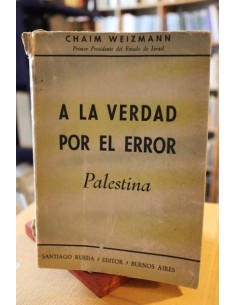 CHAIM WEIZMANN
Primer Presidente del Estado de Israel
A LA VERDAD
POR EL ERROR
Palestina
SANTIAGO RUEDA / EDITOR / BUENOS AIRES